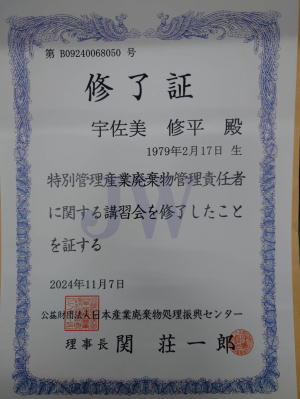 第 B09240068050 号
修了証
宇佐美 修平 殿
1979年2月17日 生
特別管理産業廃棄物管理責任者
に関する講習会を修了したこと
を証する
2024年11月7日
公益財団法人日本産業廃棄物処理振興センター
理事長 関 荘一郎
JW